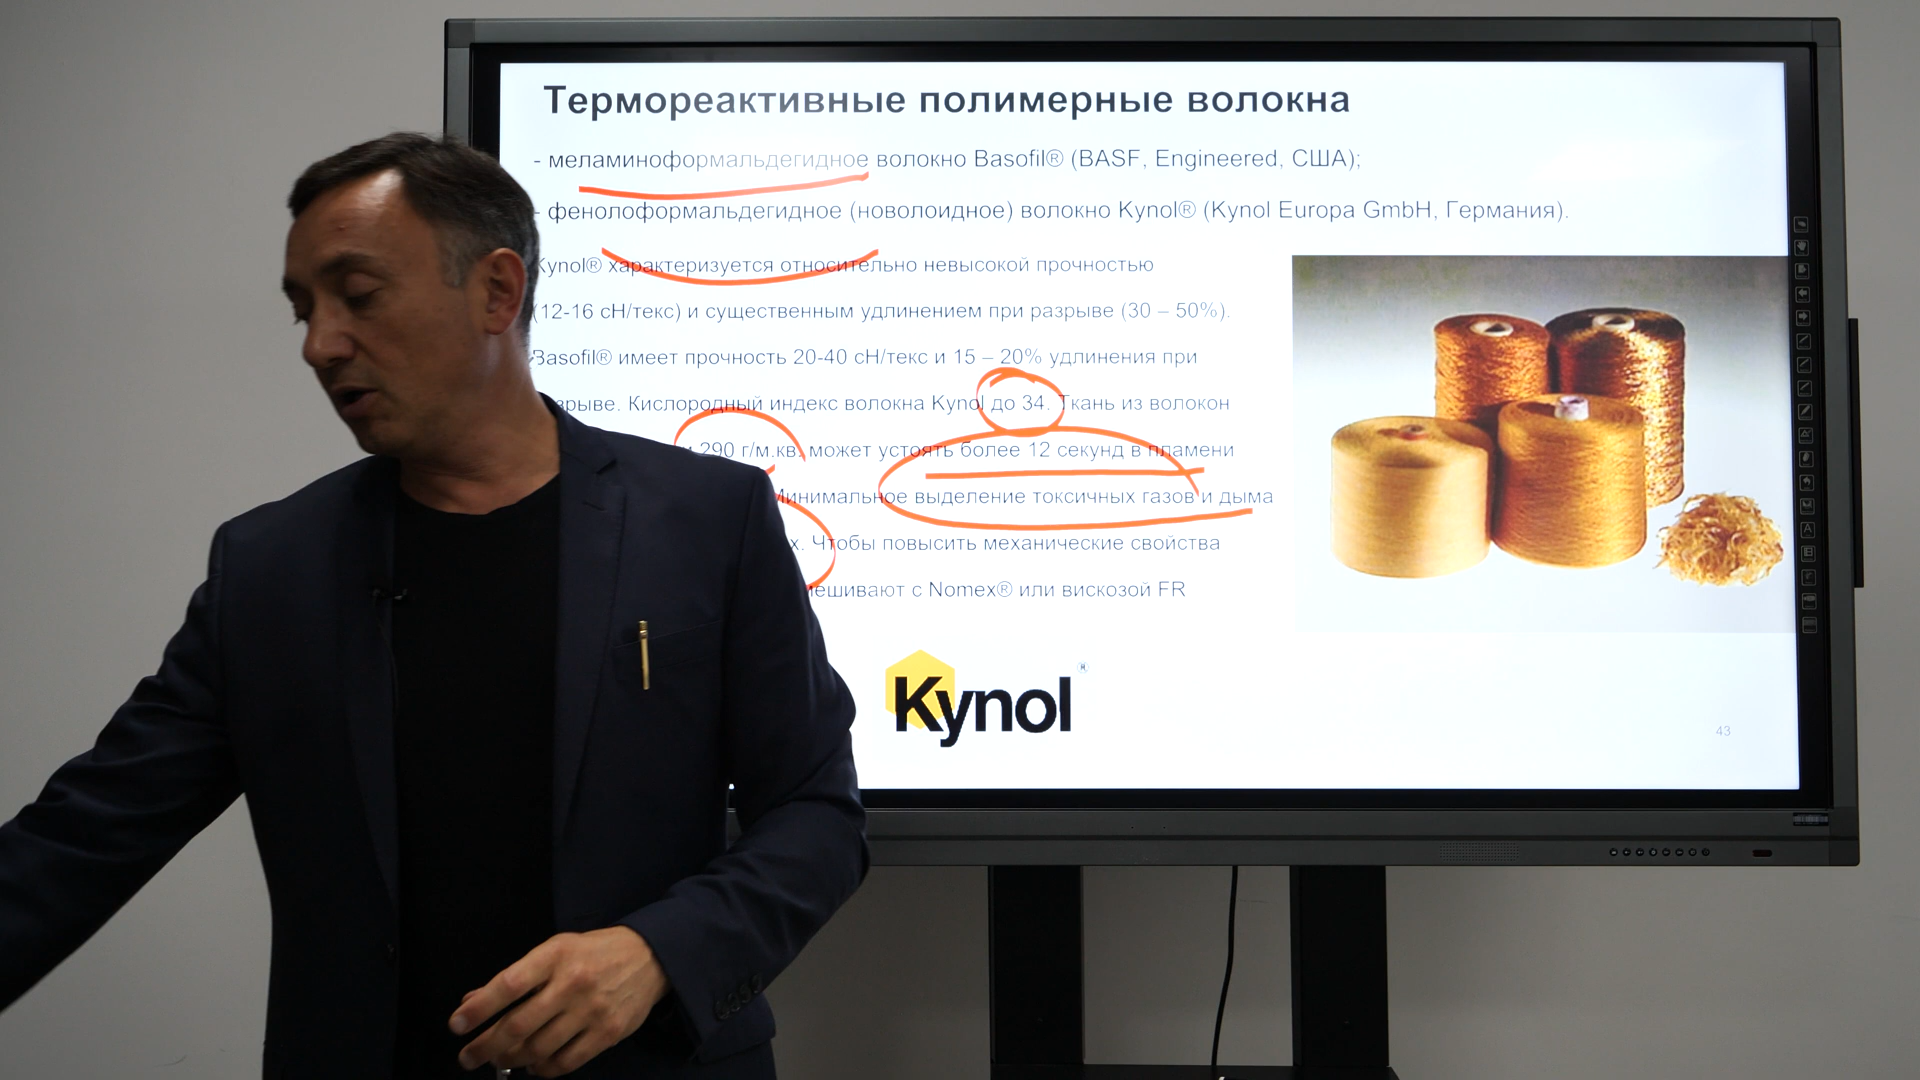 Термореактивные полимерные волокна
- меламиноформальдегидное волокно Basofil® (BASF, Engineered, США);
- фенолоформальдегидное (новолоидное) волокно Kynol® (Kynol Europa GmbH, Германия).
Kynol® характеризуется относительно невысокой прочностью
(12-16 сН/текс) и существенным удлинением при разрыве (30 – 50%).
Basofil® имеет прочность 20-40 сН/текс и 15 – 20% удлинения при
зрыве. Кислородный индекс волокна Kynol до 34. Ткань из волокон
290 г/м.кв. может устоять более 12 секунд в пламени
Минимальное выделение токсичных газов и дыма
х. Чтобы повысить механические свойства
ешивают с Nomex® или вискозой FR
Kynol ®
43